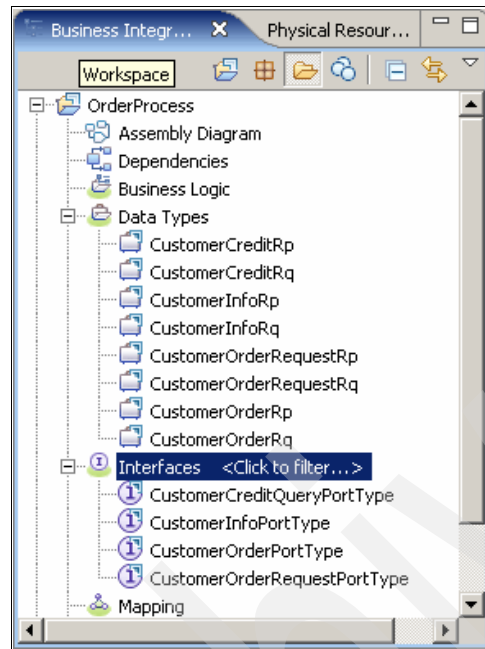 Business Integr... Physical Resour...
Workspace
OrderProcess
Assembly Diagram
Dependencies
Business Logic
Data Types
CustomerCreditRp
CustomerCreditRq
CustomerInfoRp
CustomerInfoRq
CustomerOrderRequestRp
CustomerOrderRequestRq
CustomerOrderRp
CustomerOrderRq
Interfaces <Click to filter...>
CustomerCreditQueryPortType
CustomerInfoPortType
CustomerOrderPortType
CustomerOrderRequestPortType
Mapping